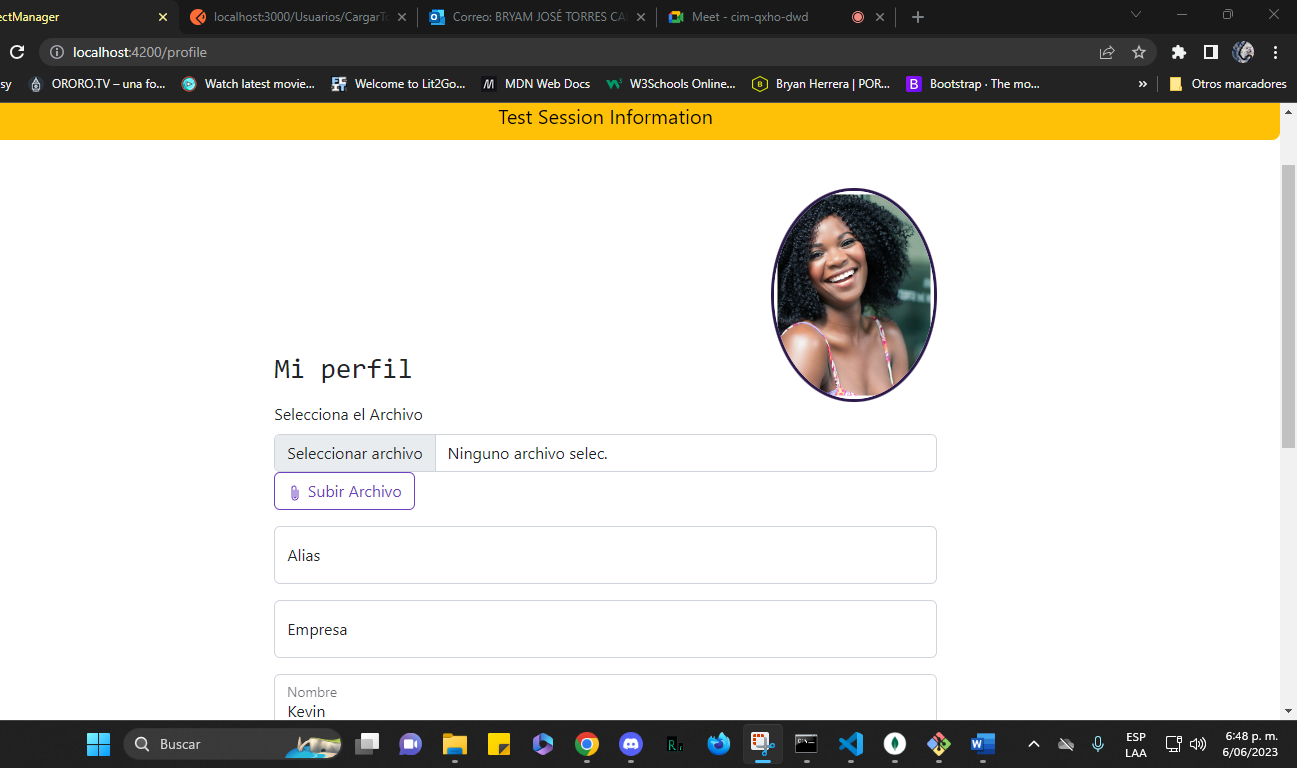 ectManager
localhost:3000/Usuarios/CargarTo
Correo: BRYAM JOSÉ TORRES CA
Meet - cim-qxho-dwd
localhost:4200/profile
sy
ORORO.TV – una fo...
Watch latest movie...
Welcome to Lit2Go...
MDN Web Docs
W3Schools Online...
Bryan Herrera | POR...
Bootstrap · The mo...
»
Otros marcadores
Test Session Information
Mi perfil
Selecciona el Archivo
Seleccionar archivo
Ninguno archivo selec.
Subir Archivo
Alias
Empresa
Nombre
Kevin
Buscar
ESP
LAA
6:48 p. m.
6/06/2023